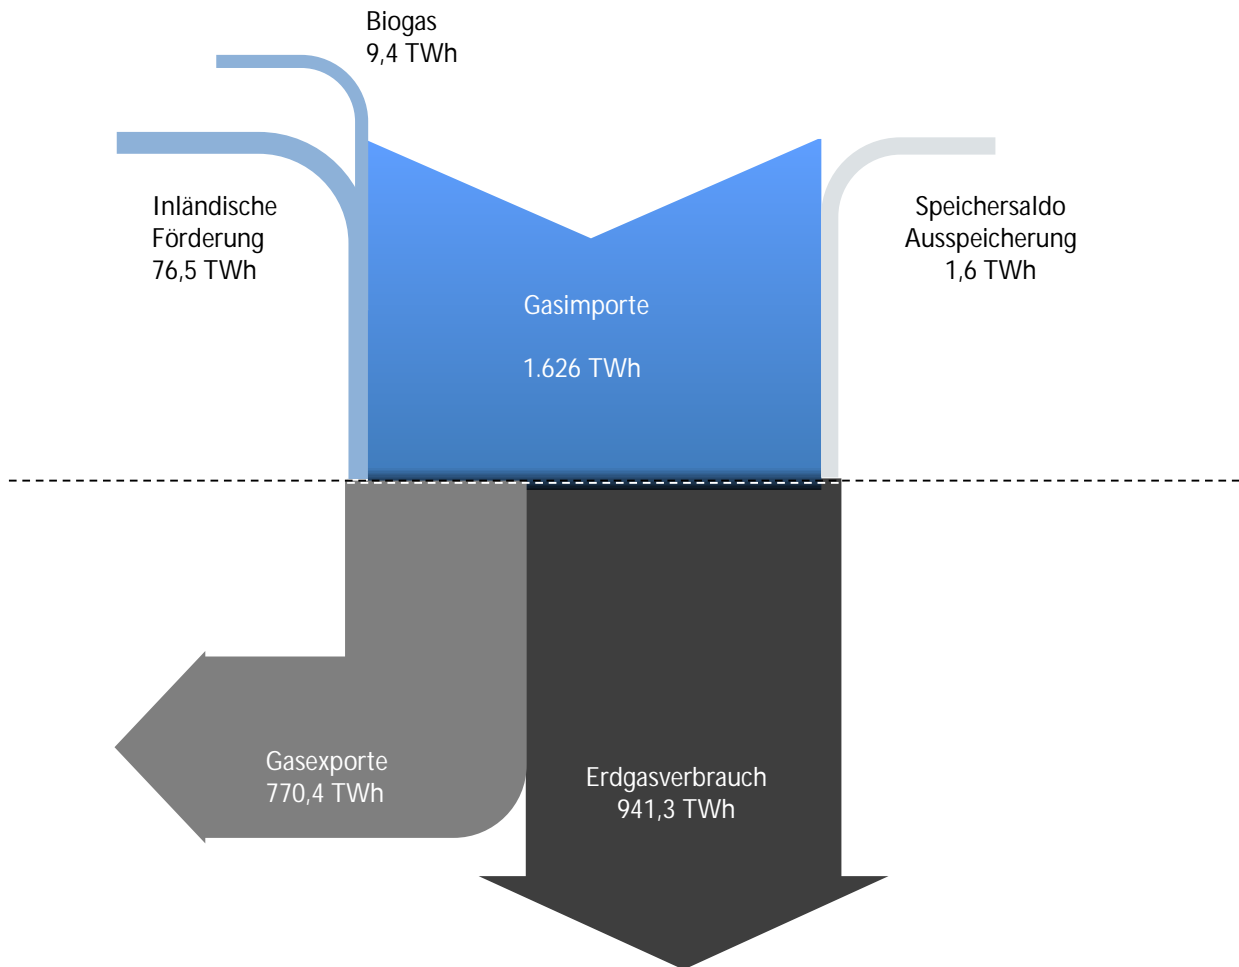 Biogas
9,4 TWh
Inländische
Förderung
76,5 TWh
Speichersaldo
Ausspeicherung
1,6 TWh
Gasimporte
1.626 TWh
Gasexporte
770,4 TWh
Erdgasverbrauch
941,3 TWh